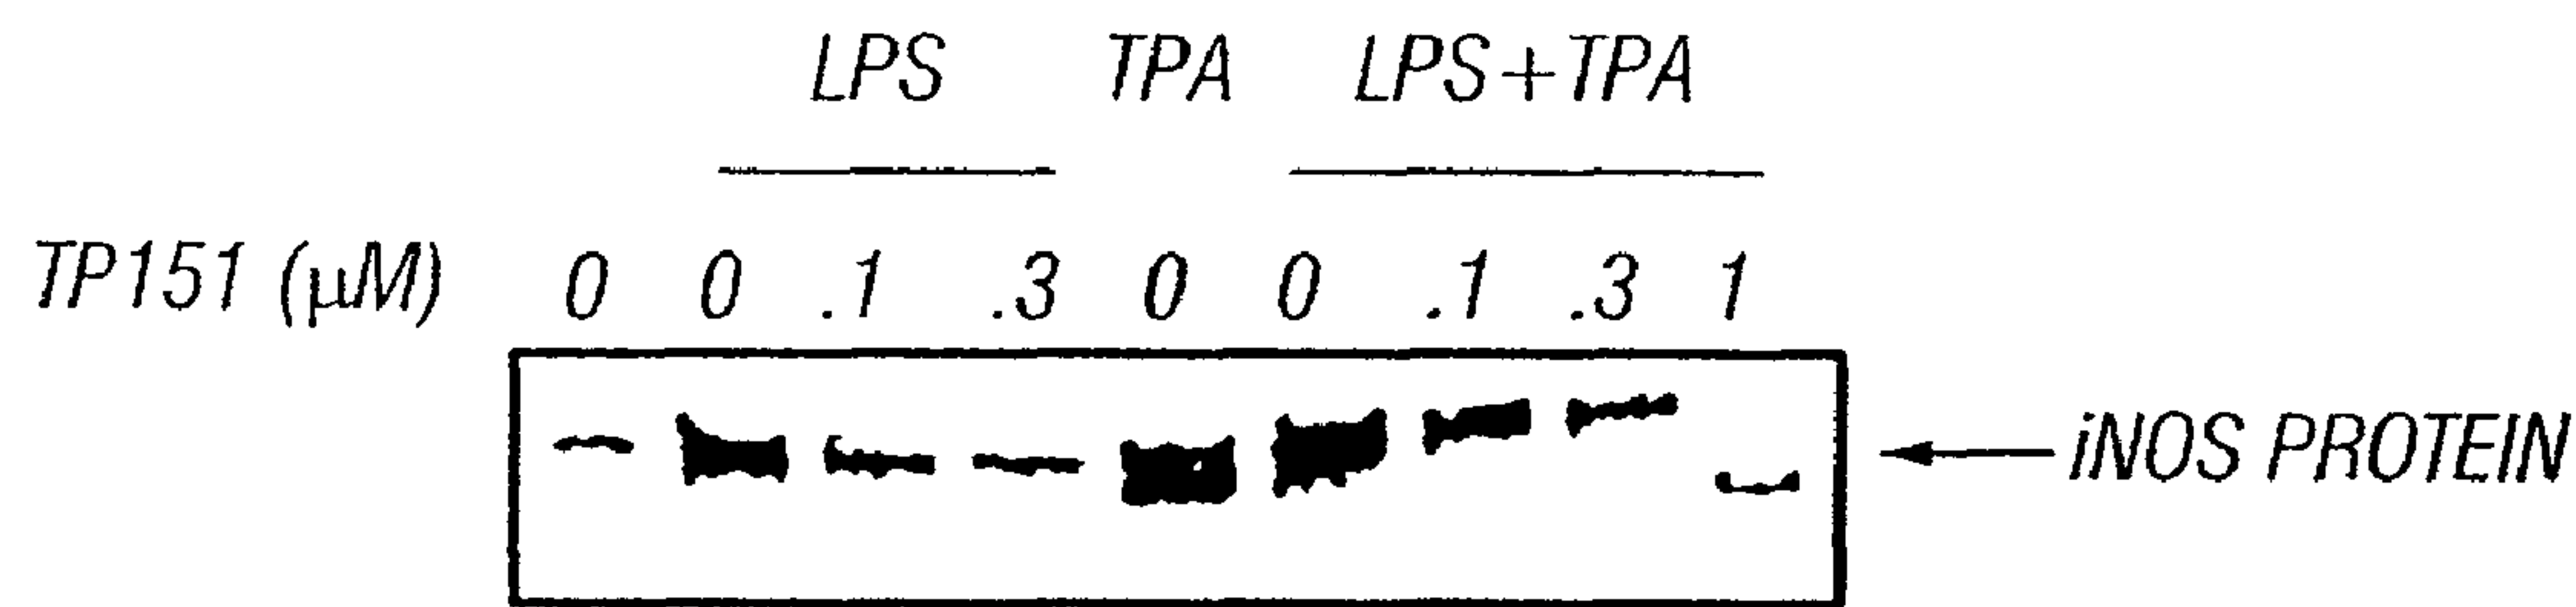 LPS TPA LPS+TPA
TP151 (µM) 0 0 .1 .3 0 0 .1 .3 1
iNOS PROTEIN